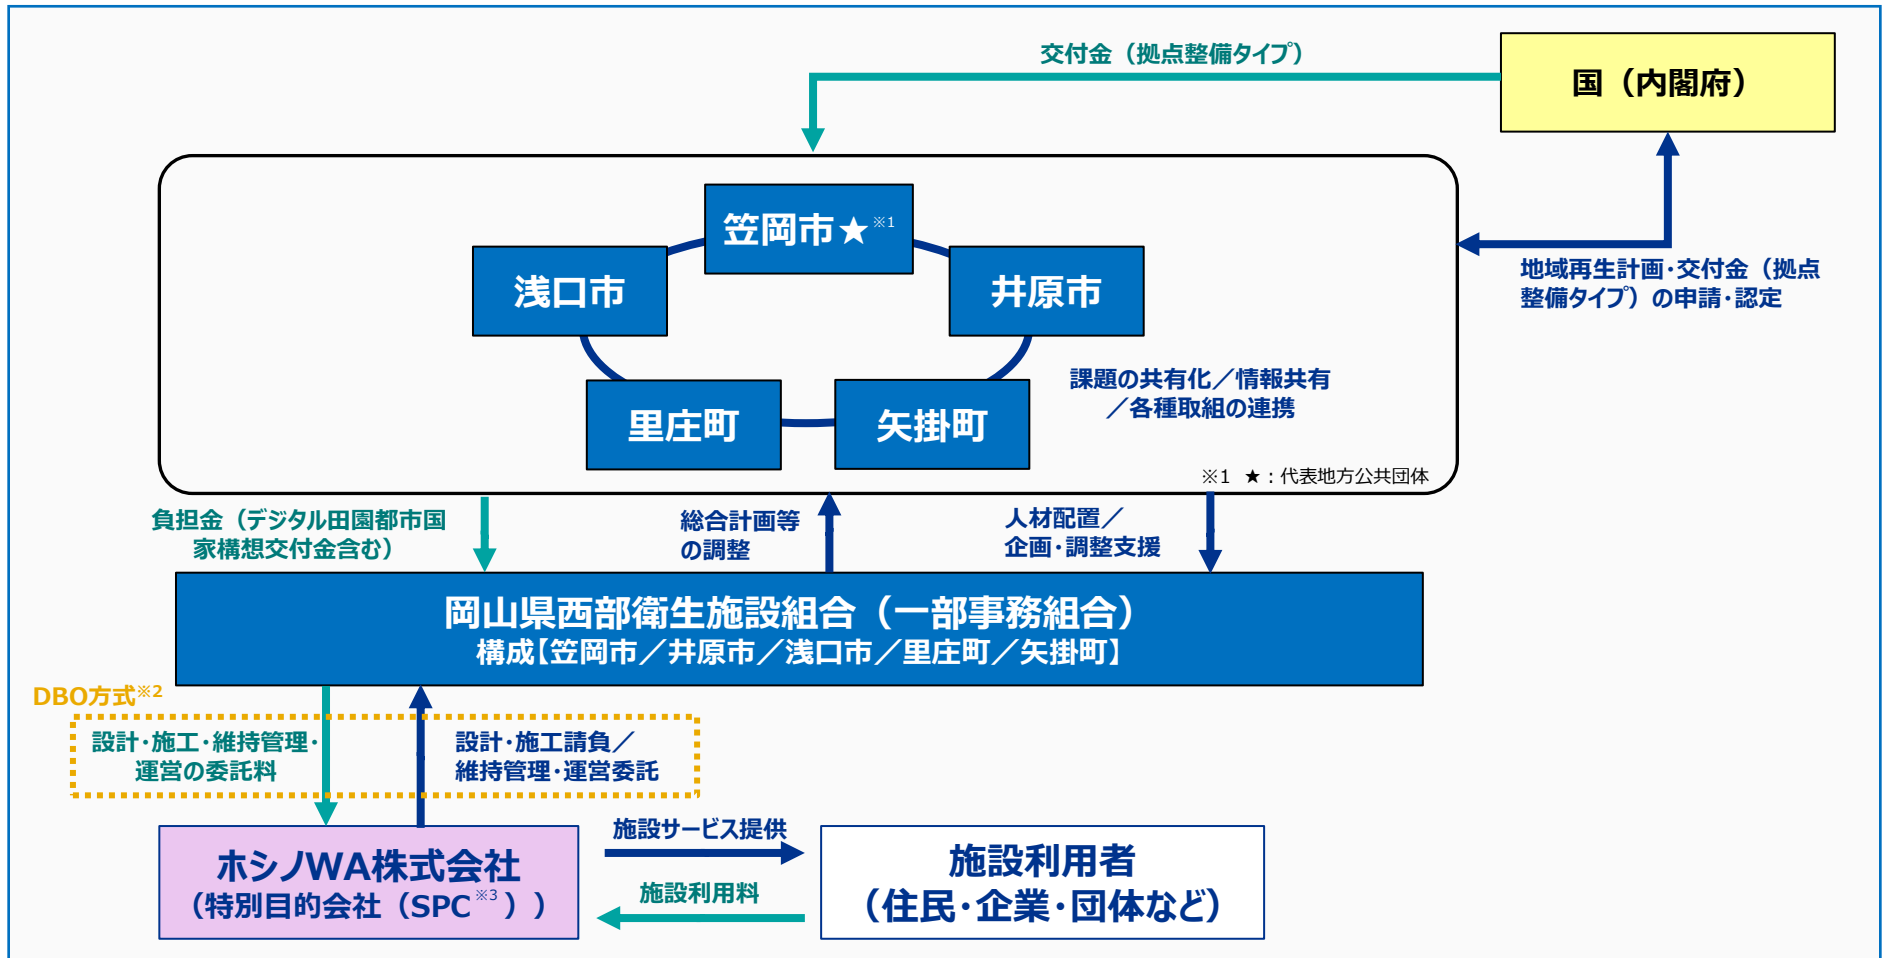 交付金（拠点整備タイプ）
国（内閣府）
笠岡市★※1
浅口市
井原市
地域再生計画・交付金（拠点
整備タイプ）の申請・認定
里庄町
矢掛町
課題の共有化／情報共有
／各種取組の連携
※1 ★：代表地方公共団体
負担金（デジタル田園都市国
家構想交付金含む）
総合計画等
の調整
人材配置／
企画・調整支援
岡山県西部衛生施設組合（一部事務組合）
構成【笠岡市／井原市／浅口市／里庄町／矢掛町】
DBO方式※2
設計・施工・維持管理・
運営の委託料
設計・施工請負／
維持管理・運営委託
ホシノWA株式会社
（特別目的会社（SPC※3））
施設サービス提供
施設利用料
施設利用者
（住民・企業・団体など）